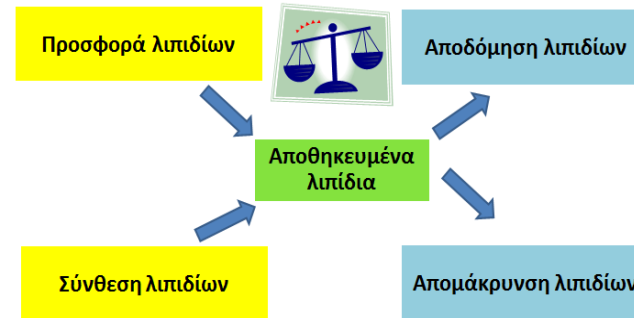 Προσφορά λιπιδίων
Αποδόμηση λιπιδίων
Αποθηκευμένα
λιπίδια
Σύνθεση λιπιδίων
Απομάκρυνση λιπιδίων